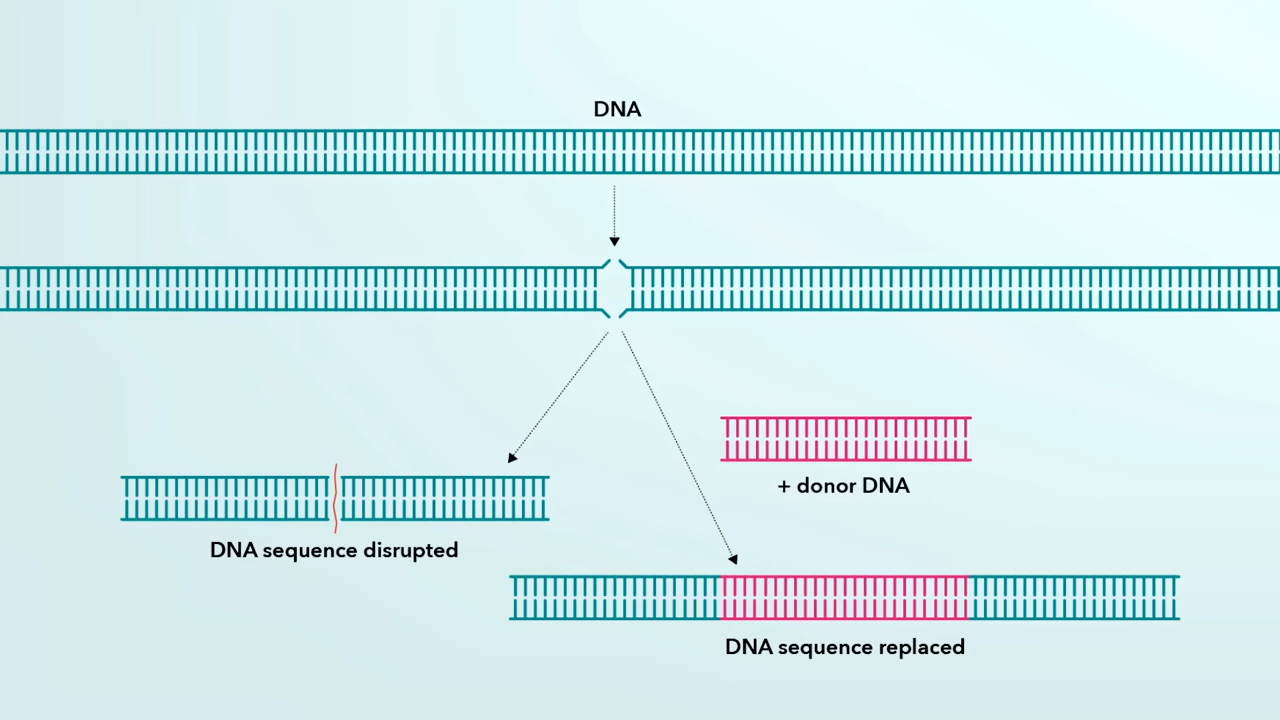 DNA
+ donor DNA
DNA sequence disrupted
DNA sequence replaced